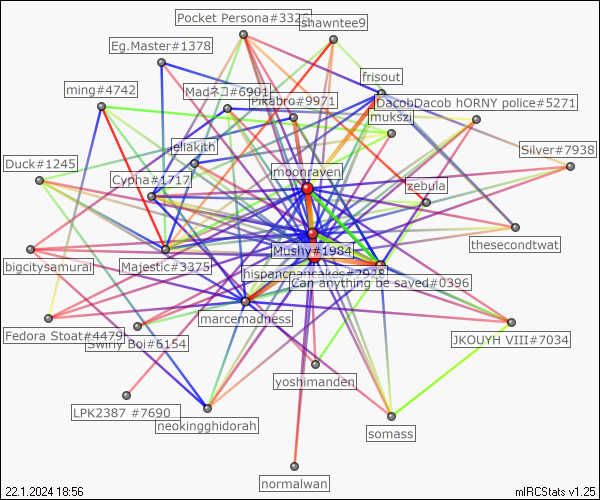 Pocket Persona#3326
shawntee9
Eg.Master#1378
frisout
ming#4742
Madネコ#6901
Pikabro#9971
DacobDacob hORNY police#5271
mukszi
jellakith
Silver#7938
Duck#1245
moonraven
Cypha#1717
zebula
thesecondtwat
Mushy#1984
bigcitysamurai
Majestic#3375
hispancpancakes#2928
Can anything be saved#0396
marcemadness
Fedora Stoat#4479
Swiny Boi#6154
JKOUYH VIII#7034
yoshimanden
LPK2387 #7690
neokingghidorah
somass
normalwan
22.1.2024 18:56
mIRCStats v1.25